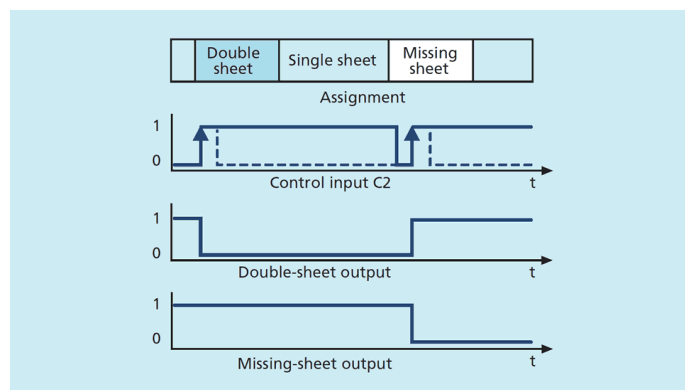 Double
sheet
Single sheet
Missing
sheet
Assignment
1
0
Control input C2
t
1
0
Double-sheet output
t
1
0
Missing-sheet output
t